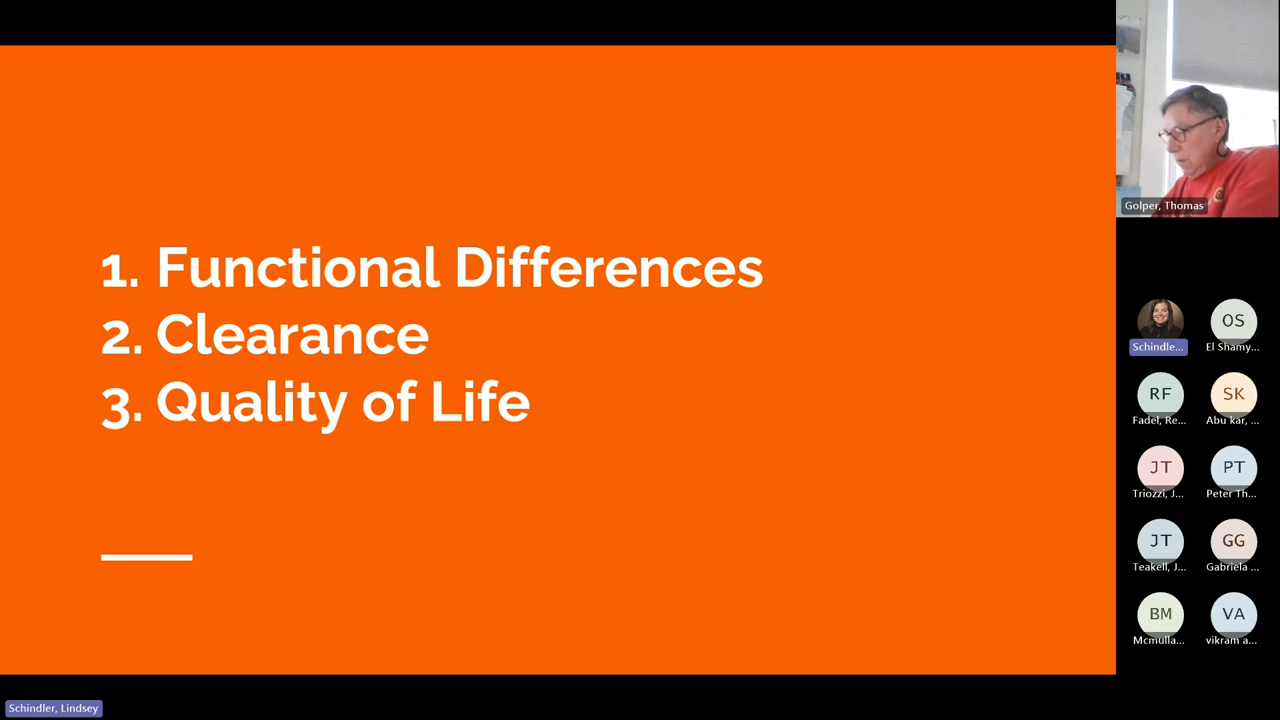 1. Functional Differences
2. Clearance
3. Quality of Life
Golper, Thomas
OS
Schindle...
El Shamy...
RF
SK
Fadel, Re...
Abu kar, ...
JT
PT
Triozzi, J...
Peter Th...
JT
GG
Teakell, J...
Gabriela ...
BM
VA
Mcmulla...
vikram a...
Schindler, Lindsey